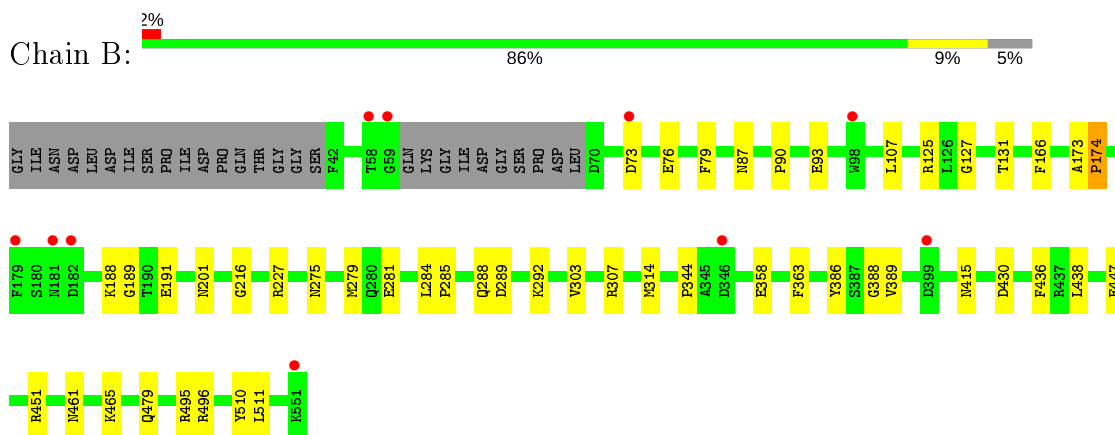 2%
Chain B:
86% 9% 5%
GLY ILE ASN ASP LEU ASP ILE SER PRO ILE ASP PRO GLN THR GLY GLY SER F42 T58 G59 GLN LYS GLY ILE ASP GLY SER PRO ASP LEU D70 D73 E76 F79 N87 P90 E93 W98 L107 R125 L126 G127 T131 F166 A173 P174
F179 S180 N181 D182 K188 G189 T190 E191 N201 G216 R227 N275 M279 Q280 E281 L284 P285 Q288 D289 K292 V303 R307 M314 P344 A345 D346 E358 F363 Y386 S387 G388 V389 D399 N415 D430 F436 R437 L438
R451 N461 K465 Q479 R495 R496 Y510 L511 K551